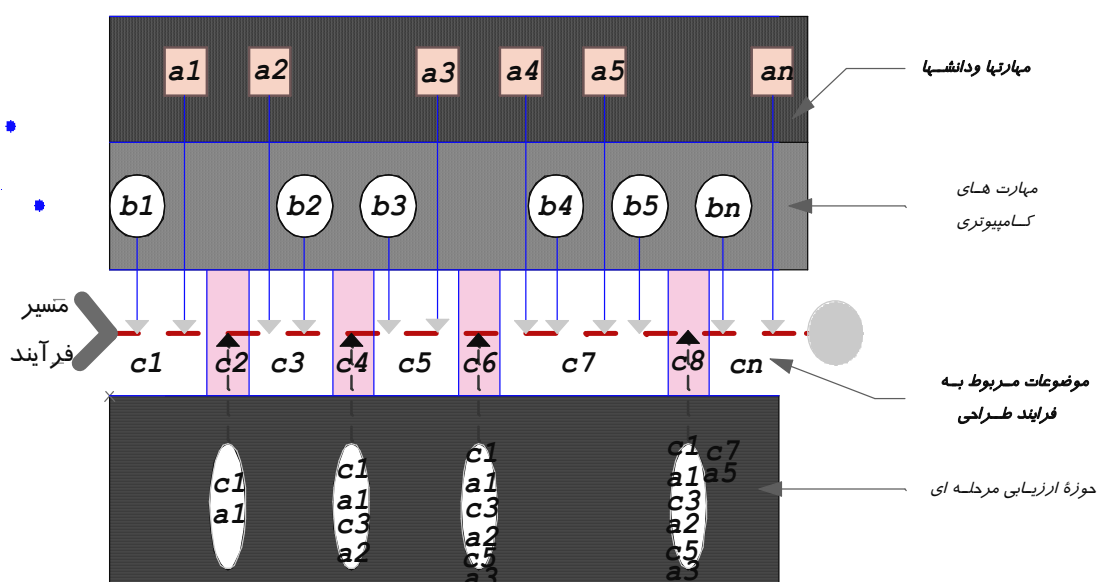 a1 a2 a3 a4 a5 an
مهارتها ودانشها
b1 b2 b3 b4 b5 bn
مهارت های
کامپیوتری
مسیر
فرآیند
c1 c2 c3 c4 c5 c6 c7 c8 cn
موضوعات مربوط به
فرایند طراحی
c1
a1
c1
a1
c3
a2
c1
a1
c3
a2
c5
a3
c1 c7
a1 a5
c3
a2
c5
a3
حوزهٔ ارزیابی مرحله ای